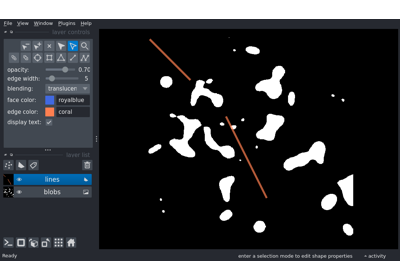 File View Window Plugins Help
layer controls
opacity: 0.70
edge width: 5
blending: translucen
face color: royalblue
edge color: coral
display text:
layer list
lines
blobs
Ready enter a selection mode to edit shape properties activity